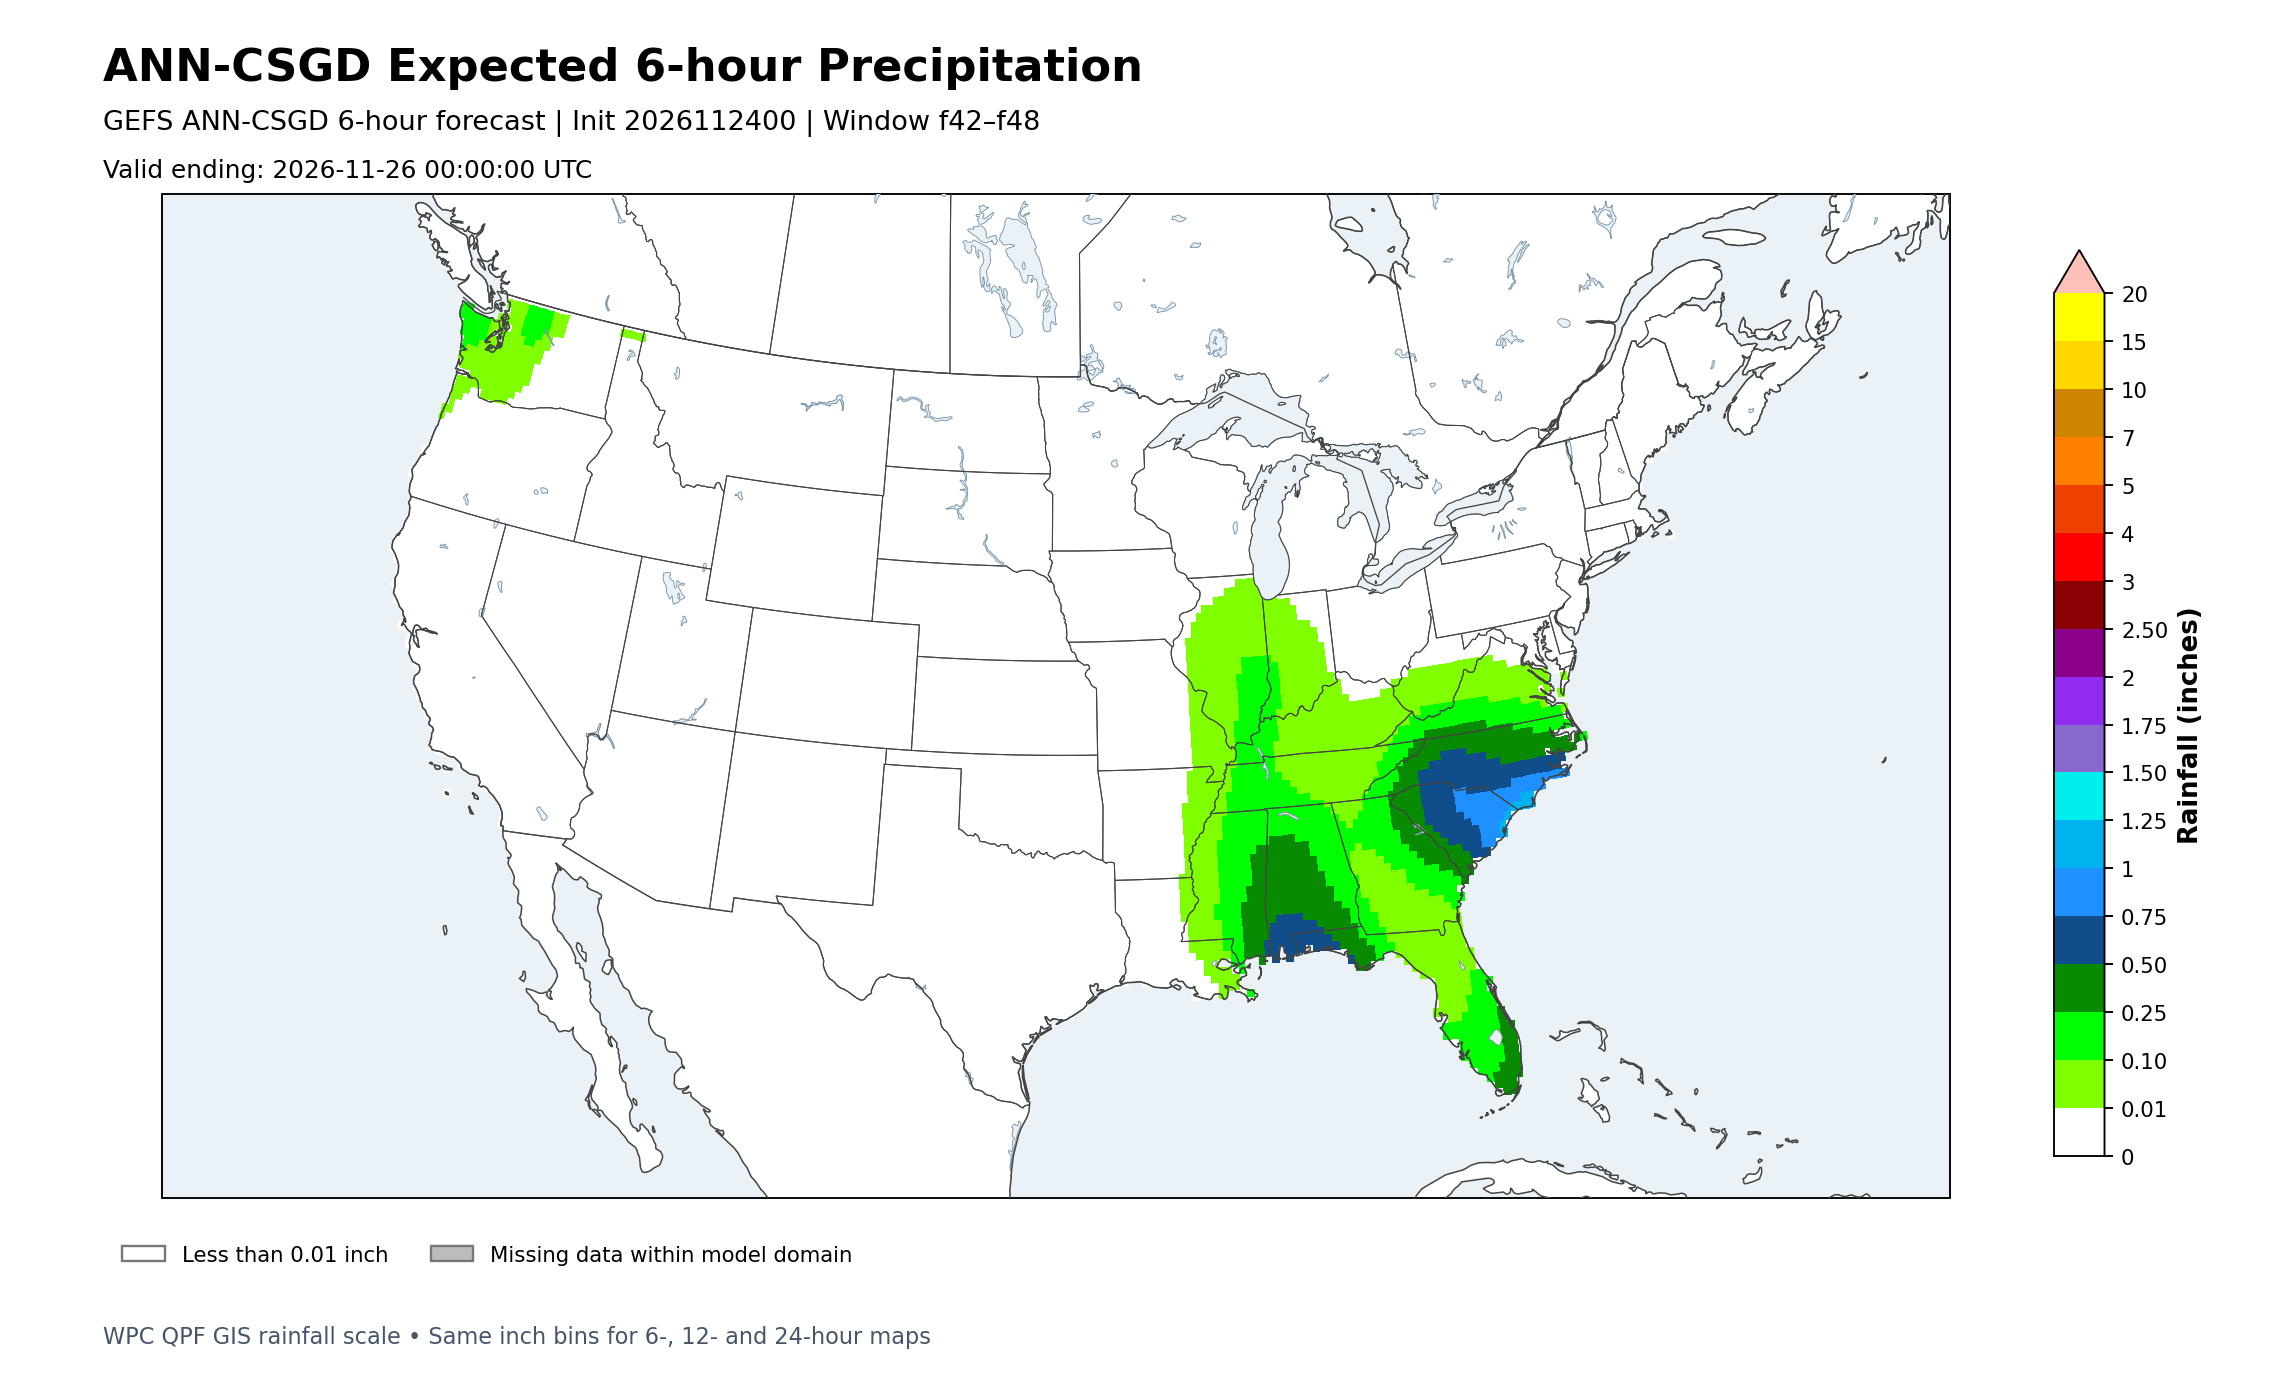 ANN-CSGD Expected 6-hour Precipitation
GEFS ANN-CSGD 6-hour forecast | Init 2026112400 | Window f42–f48
Valid ending: 2026-11-26 00:00:00 UTC
20
15
10
7
5
4
3
2.50
2
1.75
1.50
1.25
1
0.75
0.50
0.25
0.10
0.01
0
Rainfall (inches)
Less than 0.01 inch
Missing data within model domain
WPC QPF GIS rainfall scale • Same inch bins for 6-, 12- and 24-hour maps